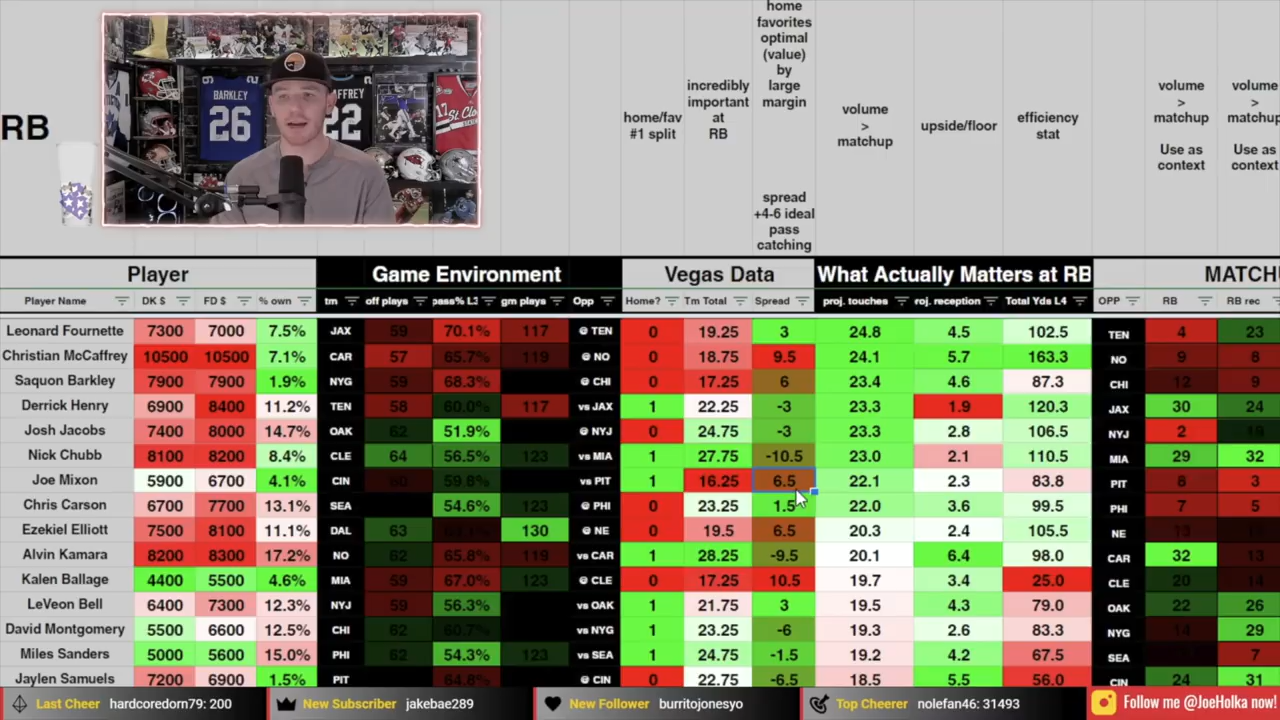 RB
BARKLEY
26
22
home
favorites
optimal
(value)
by
large
margin
spread
+4-6 ideal
pass
catching
home/fav
#1 split
incredibly
important
at
RB
volume
>
matchup
upside/floor
efficiency
stat
volume
>
matchup
Use as
context
volume
>
matchup
Use as
context
Player Game Environment Vegas Data What Actually Matters at RB MATCH
Player Name DK $ FD $ % own tm off plays pass% L3 gm plays Opp Home? Tm Total Spread proj. touches roj. reception Total Yds L4 OPP RB RB rec
Leonard Fournette 7300 7000 7.5% JAX 59 70.1% 117 @ TEN 0 19.25 3 24.8 4.5 102.5 TEN 4 23
Christian McCaffrey 10500 10500 7.1% CAR 57 65.7% 119 @ NO 0 18.75 9.5 24.1 5.7 163.3 NO 9 8
Saquon Barkley 7900 7900 1.9% NYG 59 68.3% @ CHI 0 17.25 6 23.4 4.6 87.3 CHI 12 9
Derrick Henry 6900 8400 11.2% TEN 58 60.0% 117 vs JAX 1 22.25 -3 23.3 1.9 120.3 JAX 30 24
Josh Jacobs 7400 8000 14.7% OAK 62 51.9% @ NYJ 0 24.75 -3 23.3 2.8 106.5 NYJ 2
Nick Chubb 8100 8200 8.4% CLE 64 56.5% 123 vs MIA 1 27.75 -10.5 23.0 2.1 110.5 MIA 29 32
Joe Mixon 5900 6700 4.1% CIN 60 59.8% vs PIT 1 16.25 6.5 22.1 2.3 83.8 PIT 8 3
Chris Carson 6700 7700 13.1% SEA 54.6% @ PHI 0 23.25 1.5 22.0 3.6 99.5 PHI 7 5
Ezekiel Elliott 7500 8100 11.1% DAL 63 130 @ NE 0 19.5 6.5 20.3 2.4 105.5 NE 13
Alvin Kamara 8200 8300 17.2% NO 62 65.8% 119 vs CAR 1 28.25 -9.5 20.1 6.4 98.0 CAR 32 13
Kalen Ballage 4400 5500 4.6% MIA 59 67.0% 123 @ CLE 0 17.25 10.5 19.7 3.4 25.0 CLE 20 14
LeVeon Bell 6400 7300 12.3% NYJ 59 56.3% vs OAK 1 21.75 3 19.5 4.3 79.0 OAK 22 26
David Montgomery 5500 6600 12.5% CHI 62 60.7% vs NYG 1 23.25 -6 19.3 2.6 83.3 NYG 14 29
Miles Sanders 5000 5600 15.0% PHI 62 54.3% 123 vs SEA 1 24.75 -1.5 19.2 4.2 67.5 SEA 7
Jaylen Samuels 7200 6900 1.5% PIT 64.8% @ CIN 0 22.75 -6.5 18.5 5.5 56.0 CIN 24 31
Last Cheer hardcoredorn79: 200 New Subscriber jakebae289 New Follower burritojonesyo Top Cheerer nolefan46: 31493 Follow me @JoeHolka now!